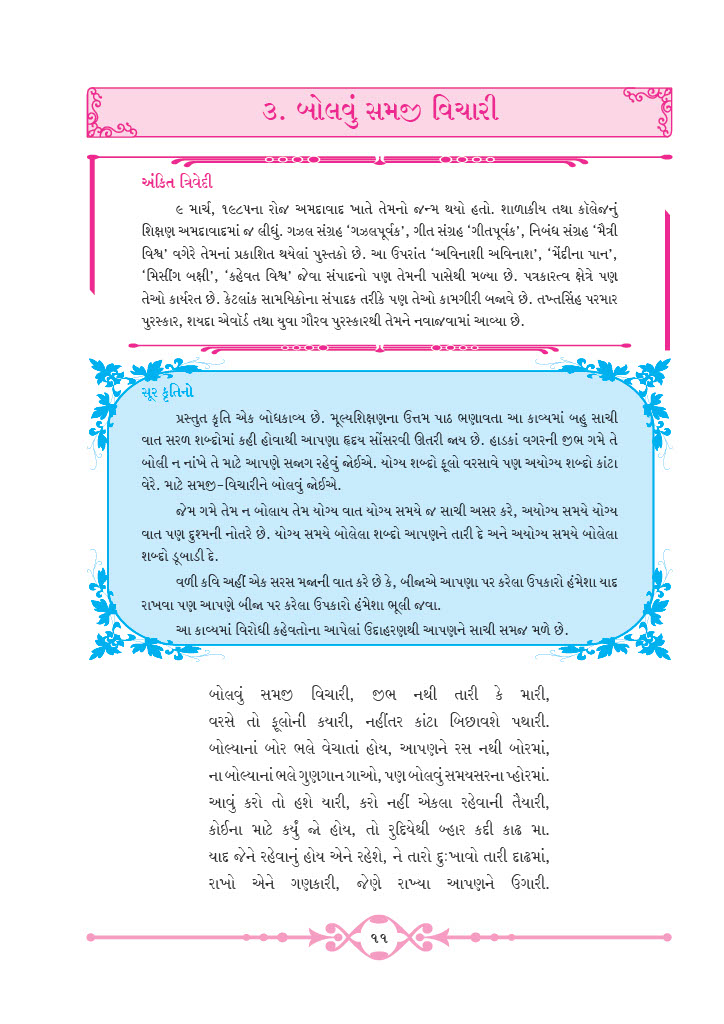 ૩. બોલવું સમજી વિચારી
અંકિત ત્રિવેદી
૯ માર્ચ, ૧૯૮૫ના રોજ અમદાવાદ ખાતે તેમનો જન્મ થયો હતો. શાળાકીય તથા કૉલેજનું
શિક્ષણ અમદાવાદમાં જ લીધું. ગઝલ સંગ્રહ ‘ગઝલપૂર્વક’, ગીત સંગ્રહ ‘ગીતપૂર્વક’, નિબંધ સંગ્રહ ‘મૈત્રી
વિશ્વ’ વગેરે તેમનાં પ્રકાશિત થયેલાં પુસ્તકો છે. આ ઉપરાંત ‘અવિનાશી અવિનાશ’, ‘મેંદીના પાન’,
‘મિસીંગ બક્ષી’, ‘કહેવત વિશ્વ’ જેવા સંપાદનો પણ તેમની પાસેથી મળ્યા છે. પત્રકારત્વ ક્ષેત્રે પણ
તેઓ કાર્યરત છે. કેટલાંક સામયિકોના સંપાદક તરીકે પણ તેઓ કામગીરી બજાવે છે. તખ્તસિંહ પરમાર
પુરસ્કાર, શયદા એવૉર્ડ તથા યુવા ગૌરવ પુરસ્કારથી તેમને નવાજવામાં આવ્યા છે.
સૂર કૃતિનો
પ્રસ્તુત કૃતિ એક બોધકાવ્ય છે. મૂલ્યશિક્ષણના ઉત્તમ પાઠ ભણાવતા આ કાવ્યમાં બહુ સાચી
વાત સરળ શબ્દોમાં કહી હોવાથી આપણા હૃદય સોંસરવી ઊતરી જાય છે. હાડકાં વગરની જીભ ગમે તે
બોલી ન નાંખે તે માટે આપણે સજાગ રહેવું જોઈએ. યોગ્ય શબ્દો ફૂલો વરસાવે પણ અયોગ્ય શબ્દો કાંટા
વેરે. માટે સમજી-વિચારીને બોલવું જોઈએ.
જેમ ગમે તેમ ન બોલાય તેમ યોગ્ય વાત યોગ્ય સમયે જ સાચી અસર કરે, અયોગ્ય સમયે યોગ્ય
વાત પણ દુશ્મની નોતરે છે. યોગ્ય સમયે બોલેલા શબ્દો આપણને તારી દે અને અયોગ્ય સમયે બોલેલા
શબ્દો ડૂબાડી દે.
વળી કવિ અહીં એક સરસ મજાની વાત કરે છે કે, બીજાએ આપણા પર કરેલા ઉપકારો હંમેશા યાદ
રાખવા પણ આપણે બીજા પર કરેલા ઉપકારો હંમેશા ભૂલી જવા.
આ કાવ્યમાં વિરોધી કહેવતોના આપેલાં ઉદાહરણથી આપણને સાચી સમજ મળે છે.
બોલવું સમજી વિચારી, જીભ નથી તારી કે મારી,
વરસે તો ફૂલોની ક્યારી, નહીંતર કાંટા બિછાવશે પથારી.
બોલ્યાનાં બોર ભલે વેચાતાં હોય, આપણને રસ નથી બોરમાં,
ના બોલ્યાનાં ભલે ગુણગાન ગાઓ, પણ બોલવું સમયસરના પ્હોરમાં.
આવું કરો તો હશે યારી, કરો નહીં એકલા રહેવાની તૈયારી,
કોઈના માટે કર્યું જો હોય, તો રુદિયેથી બ્હાર કદી કાઢ મા.
યાદ જેને રહેવાનું હોય એને રહેશે, ને તારો દુઃખાવો તારી દાઢમાં,
રાખો એને ગણકારી, જેણે રાખ્યા આપણને ઉગારી.
૧૧